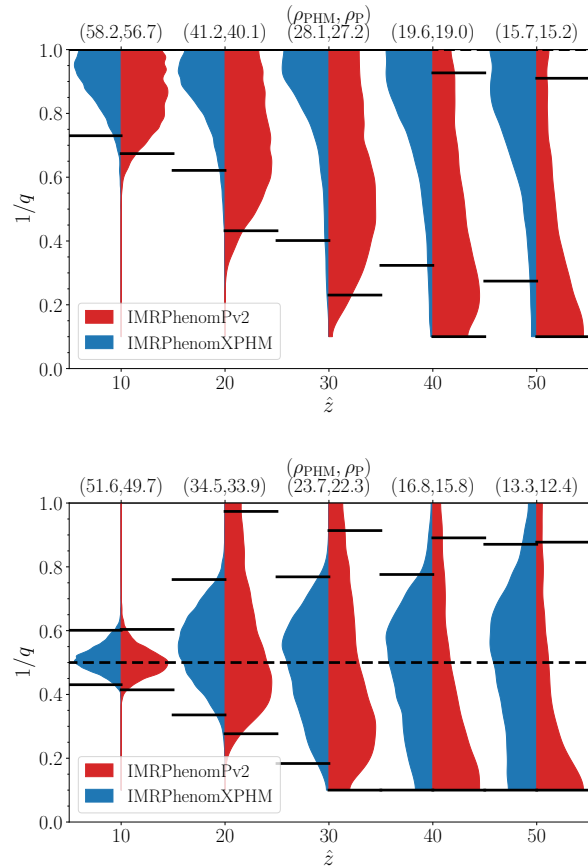 (ρPHM, ρP)
(58.2,56.7) (41.2,40.1) (28.1,27.2) (19.6,19.0) (15.7,15.2)
1.0
0.8
0.6
0.4
0.2
0.0
1/q
IMRPhenomPv2
IMRPhenomXPHM
10 20 30 40 50
ẑ
(ρPHM, ρP)
(51.6,49.7) (34.5,33.9) (23.7,22.3) (16.8,15.8) (13.3,12.4)
1.0
0.8
0.6
0.4
0.2
0.0
1/q
IMRPhenomPv2
IMRPhenomXPHM
10 20 30 40 50
ẑ